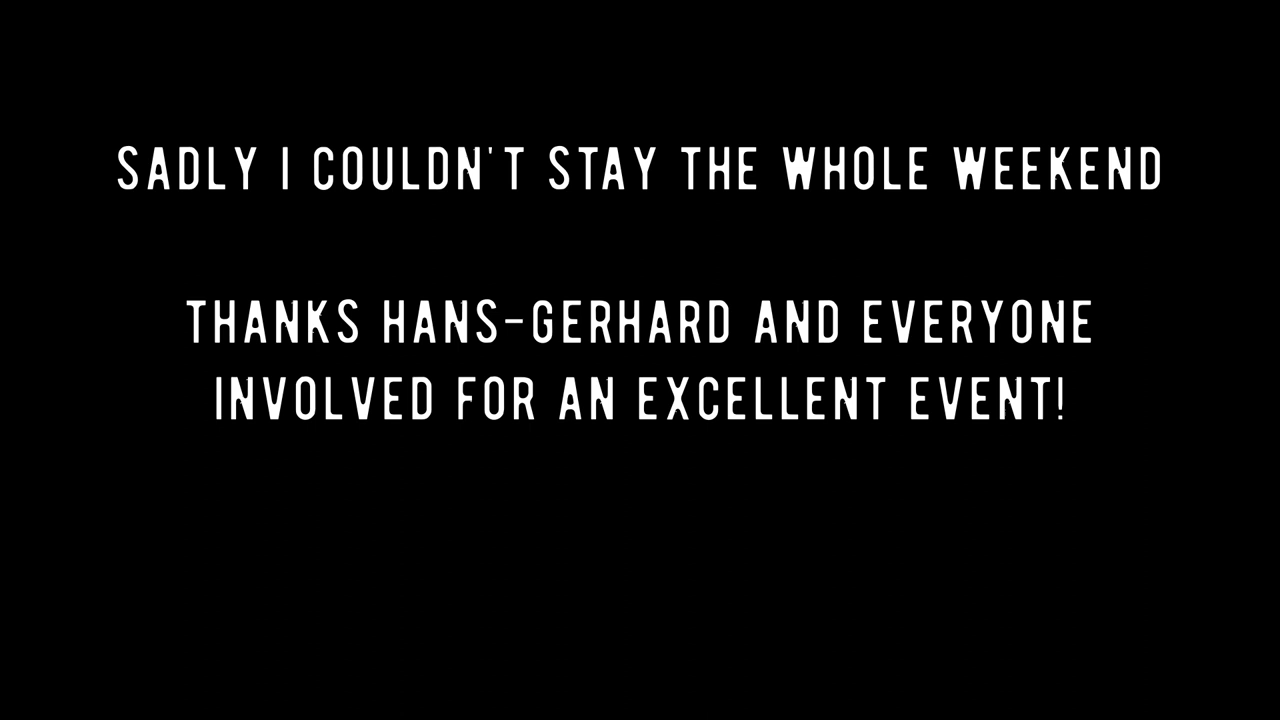 SADLY I COULDN'T STAY THE WHOLE WEEKEND
THANKS HANS-GERHARD AND EVERYONE
INVOLVED FOR AN EXCELLENT EVENT!